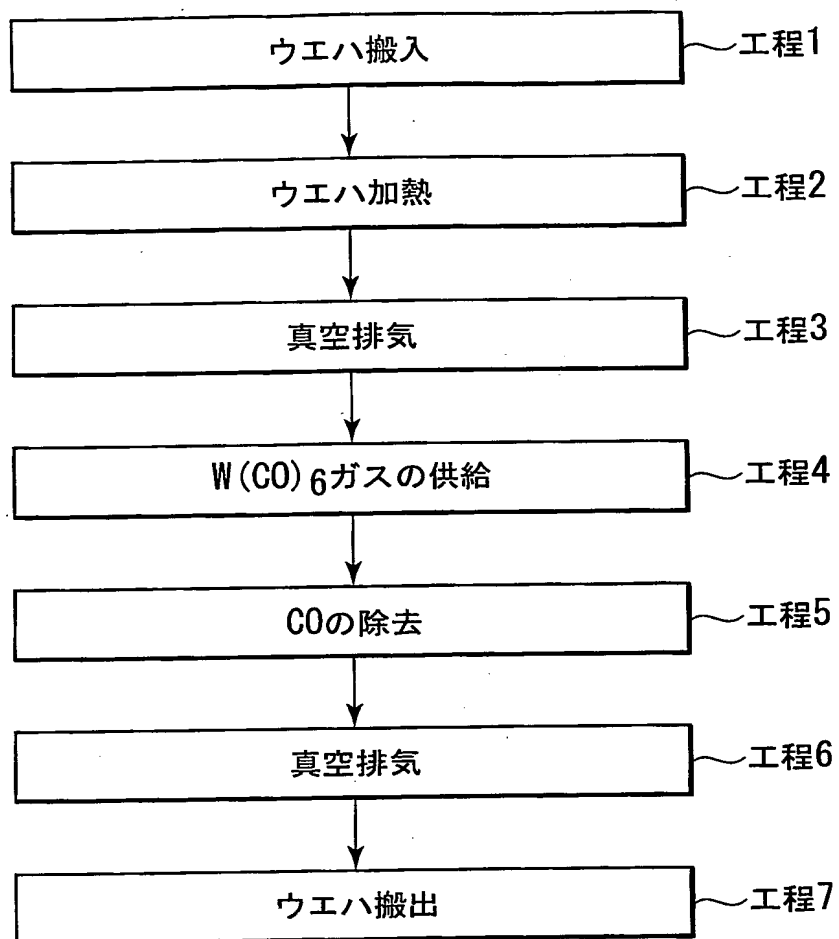 ウエハ搬入 工程1
ウエハ加熱 工程2
真空排気 工程3
W(CO)6ガスの供給 工程4
COの除去 工程5
真空排気 工程6
ウエハ搬出 工程7